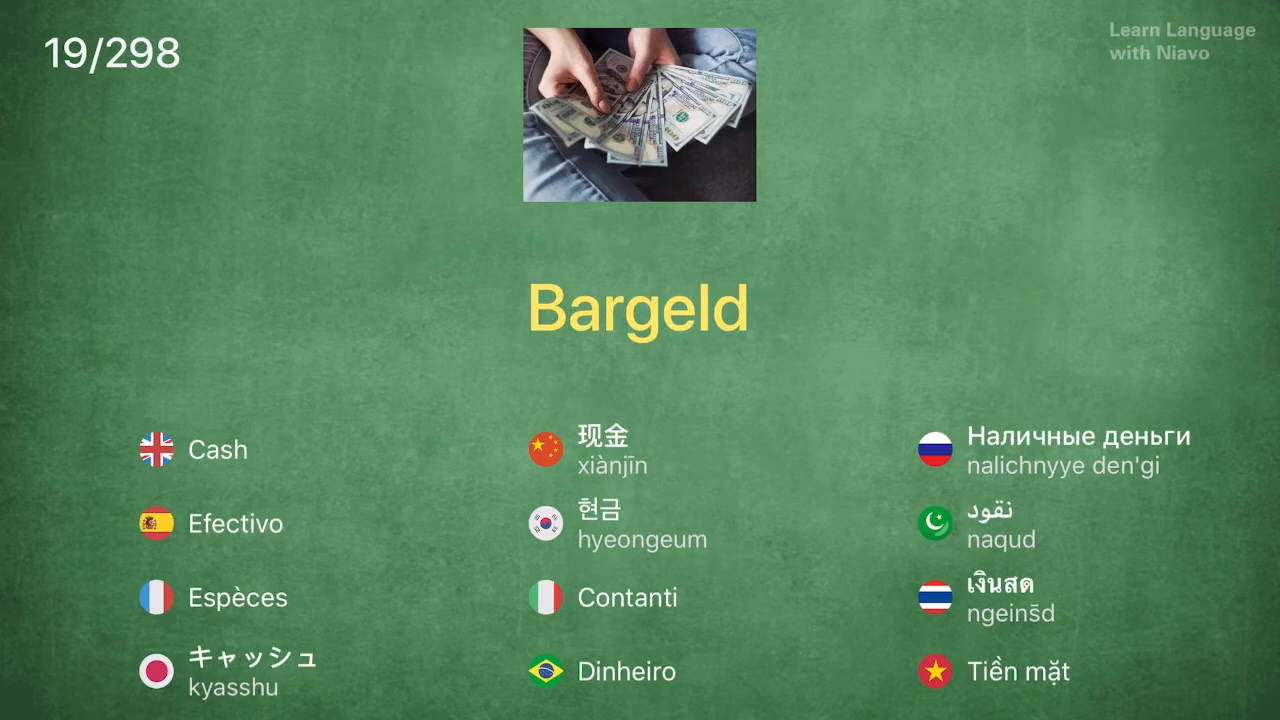 19/298
Learn Language
with Niavo
Bargeld
Cash
Efectivo
Espèces
キャッシュ
kyasshu
现金
xiànjīn
현금
hyeongeum
Contanti
Dinheiro
Наличные деньги
nalichnyye den'gi
نقود
naqud
เงินสด
ngeins̄d
Tiền mặt